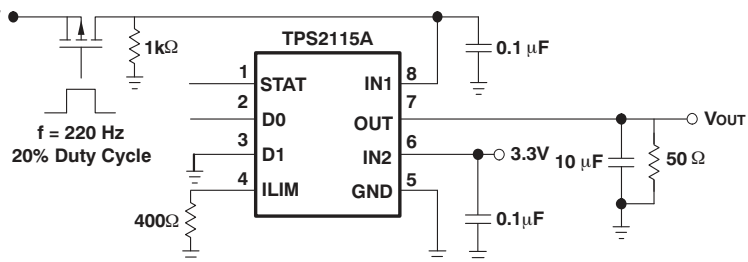 TPS2115A
1kΩ
0.1 µF
1 STAT IN1 8
2 D0 OUT 7
VOUT
f = 220 Hz
20% Duty Cycle
3 D1 IN2 6
3.3V
10 µF
50 Ω
4 ILIM GND 5
400Ω
0.1µF